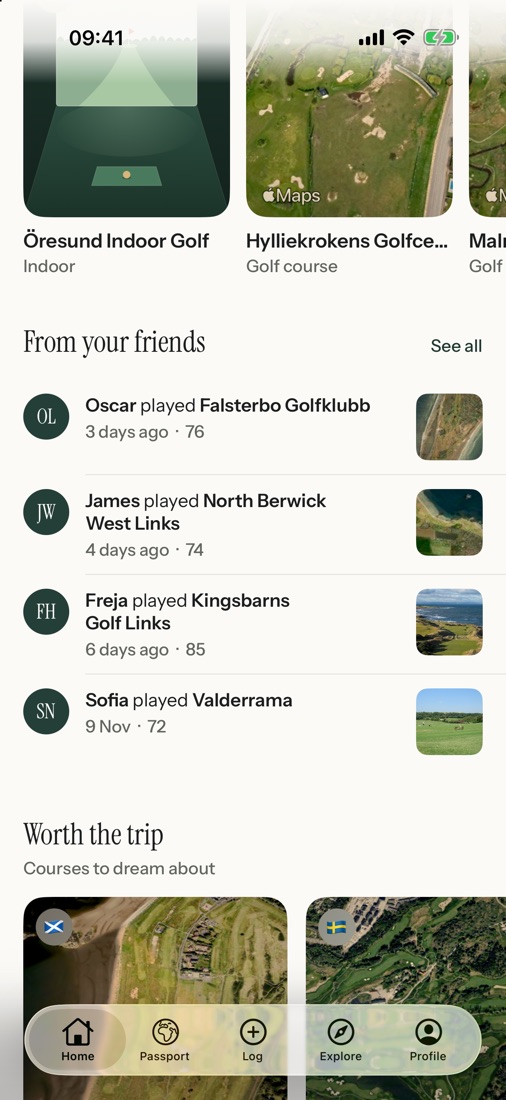 09:41
Maps
Öresund Indoor Golf
Indoor
Hylliekrokens Golfce...
Golf course
From your friends
See all
OL
Oscar played Falsterbo Golfklubb
3 days ago · 76
JW
James played North Berwick
West Links
4 days ago · 74
FH
Freja played Kingsbarns
Golf Links
6 days ago · 85
SN
Sofia played Valderrama
9 Nov · 72
Worth the trip
Courses to dream about
Home
Passport
Log
Explore
Profile